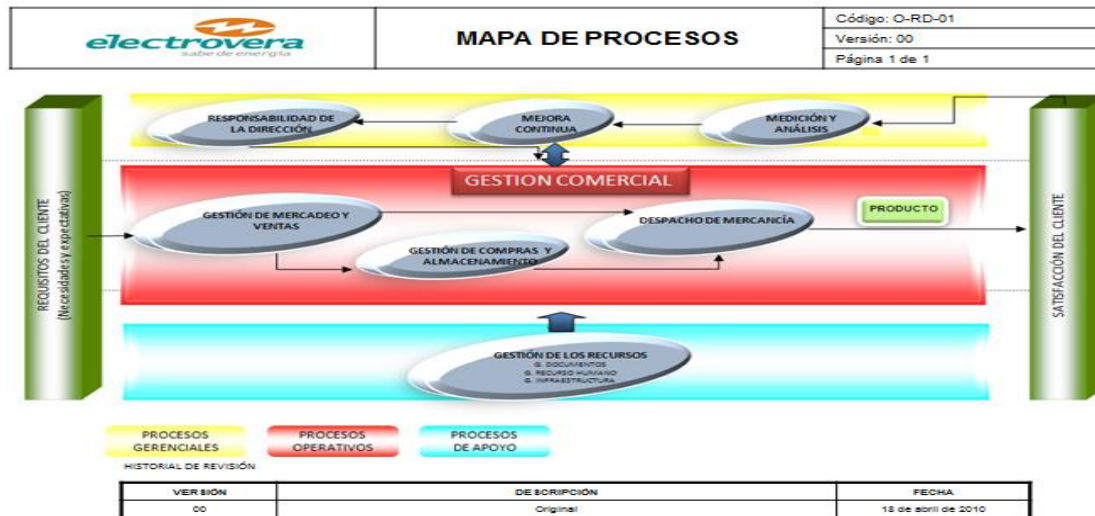 electrovera
sabe de energía
MAPA DE PROCESOS
Código: O-RD-01
Versión: 00
Página 1 de 1
REQUISITOS DEL CLIENTE
(Necesidades y expectativas)
RESPONSABILIDAD DE
LA DIRECCIÓN
MEJORA
CONTINUA
MEDICIÓN Y
ANÁLISIS
GESTION COMERCIAL
GESTIÓN DE MERCADEO Y
VENTAS
GESTIÓN DE COMPRAS Y
ALMACENAMIENTO
DESPACHO DE MERCANCÍA
PRODUCTO
SATISFACCIÓN DEL CLIENTE
GESTIÓN DE LOS RECURSOS
G. DOCUMENTOS
G. RECURSO HUMANO
G. INFRAESTRUCTURA
PROCESOS
GERENCIALES
PROCESOS
OPERATIVOS
PROCESOS
DE APOYO
HISTORIAL DE REVISIÓN
VERSIÓN DESCRIPCIÓN FECHA
00 Original 18 de abril de 2010